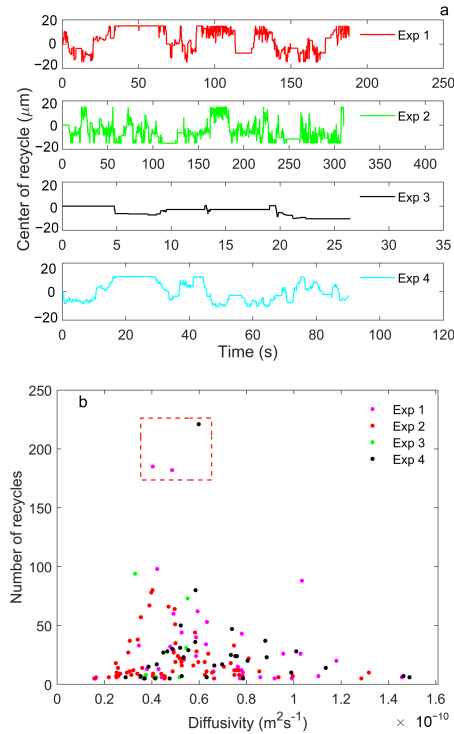 a
Center of recycle (μm)
20
0
−20
Exp 1
0 50 100 150 200 250
20
0
−20
Exp 2
0 50 100 150 200 250 300 350 400
20
0
−20
Exp 3
0 5 10 15 20 25 30 35
20
0
−20
Exp 4
0 20 40 60 80 100 120
Time (s)
b
Number of recycles
250
200
150
100
50
0
Exp 1
Exp 2
Exp 3
Exp 4
0 0.2 0.4 0.6 0.8 1 1.2 1.4 1.6
Diffusivity (m²s⁻¹)
× 10⁻¹⁰